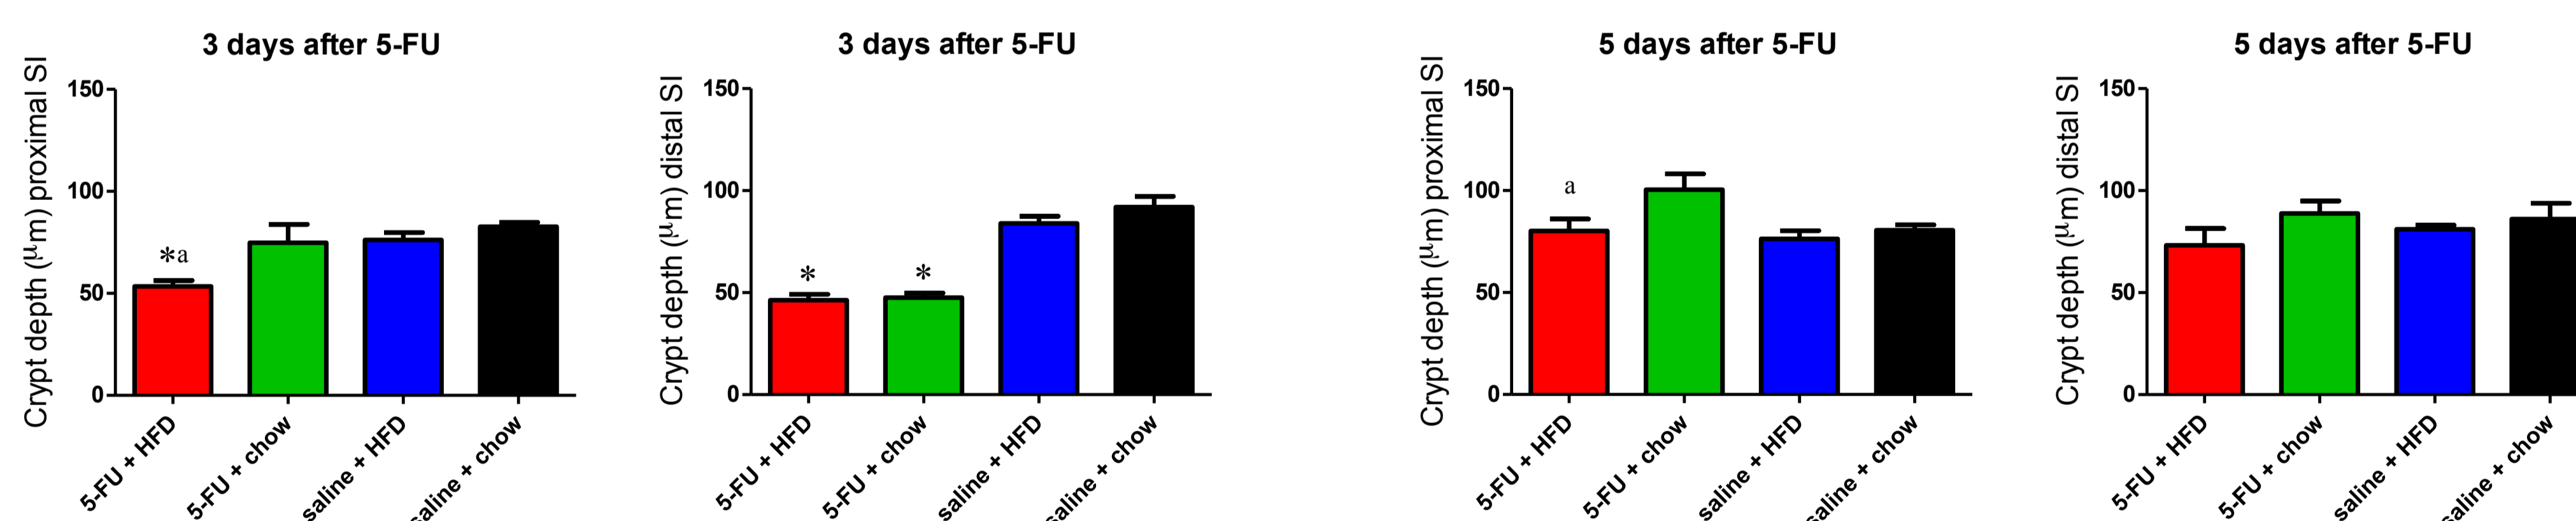 3 days after 5-FU
Crypt depth (μm) proximal SI
150
100
50
0
*a
5-FU + HFD
5-FU + chow
saline + HFD
saline + chow
3 days after 5-FU
Crypt depth (μm) distal SI
150
100
50
0
*
*
5-FU + HFD
5-FU + chow
saline + HFD
saline + chow
5 days after 5-FU
Crypt depth (μm) proximal SI
150
100
50
0
a
5-FU + HFD
5-FU + chow
saline + HFD
saline + chow
5 days after 5-FU
Crypt depth (μm) distal SI
150
100
50
0
5-FU + HFD
5-FU + chow
saline + HFD
saline + chow